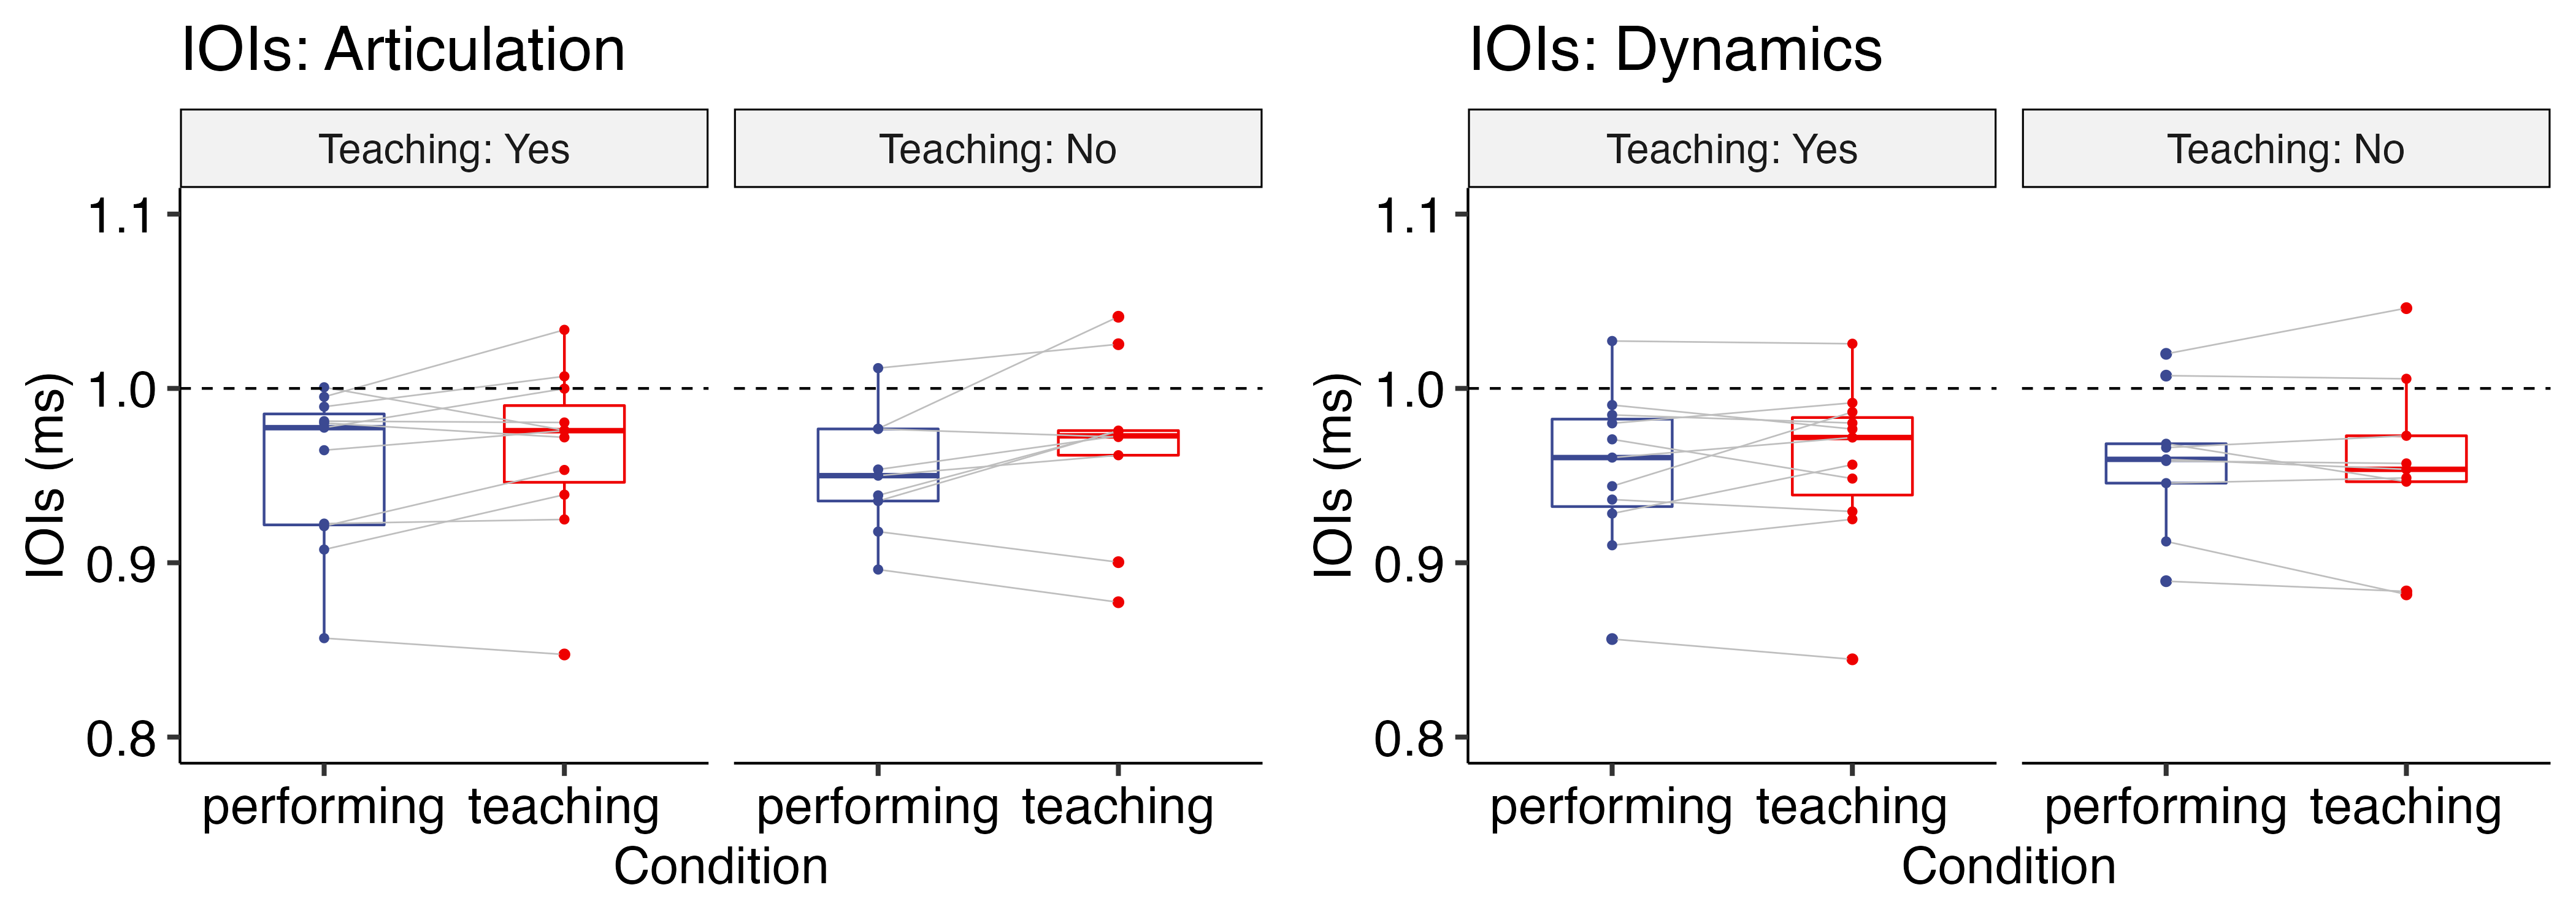 IOIs: Articulation
Teaching: Yes
Teaching: No
IOIs (ms)
1.1
1.0
0.9
0.8
performing
teaching
performing
teaching
Condition
IOIs: Dynamics
Teaching: Yes
Teaching: No
IOIs (ms)
1.1
1.0
0.9
0.8
performing
teaching
performing
teaching
Condition